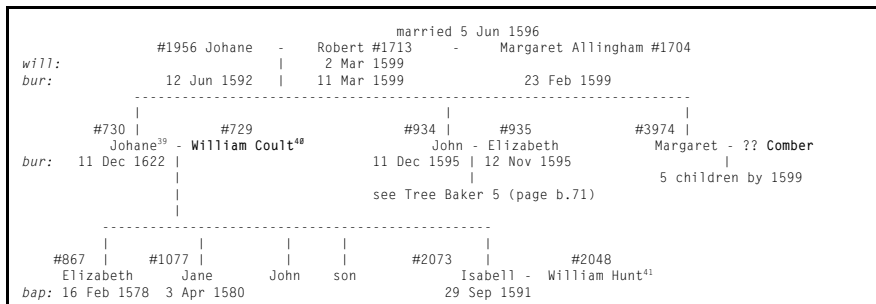 married 5 Jun 1596
#1956 Johane - Robert #1713 - Margaret Allingham #1704
will: | 2 Mar 1599
bur: 12 Jun 1592 | 11 Mar 1599 23 Feb 1599
#730 | #729 #934 | #935 #3974 |
Johane³⁹ - William Coult⁴⁰ John - Elizabeth Margaret - ?? Comber
bur: 11 Dec 1622 | 11 Dec 1595 | 12 Nov 1595 |
| | 5 children by 1599
| see Tree Baker 5 (page b.71)
#867 | #1077 | | | #2073 | #2048
Elizabeth Jane John son Isabell - William Hunt⁴¹
bap: 16 Feb 1578 3 Apr 1580 29 Sep 1591